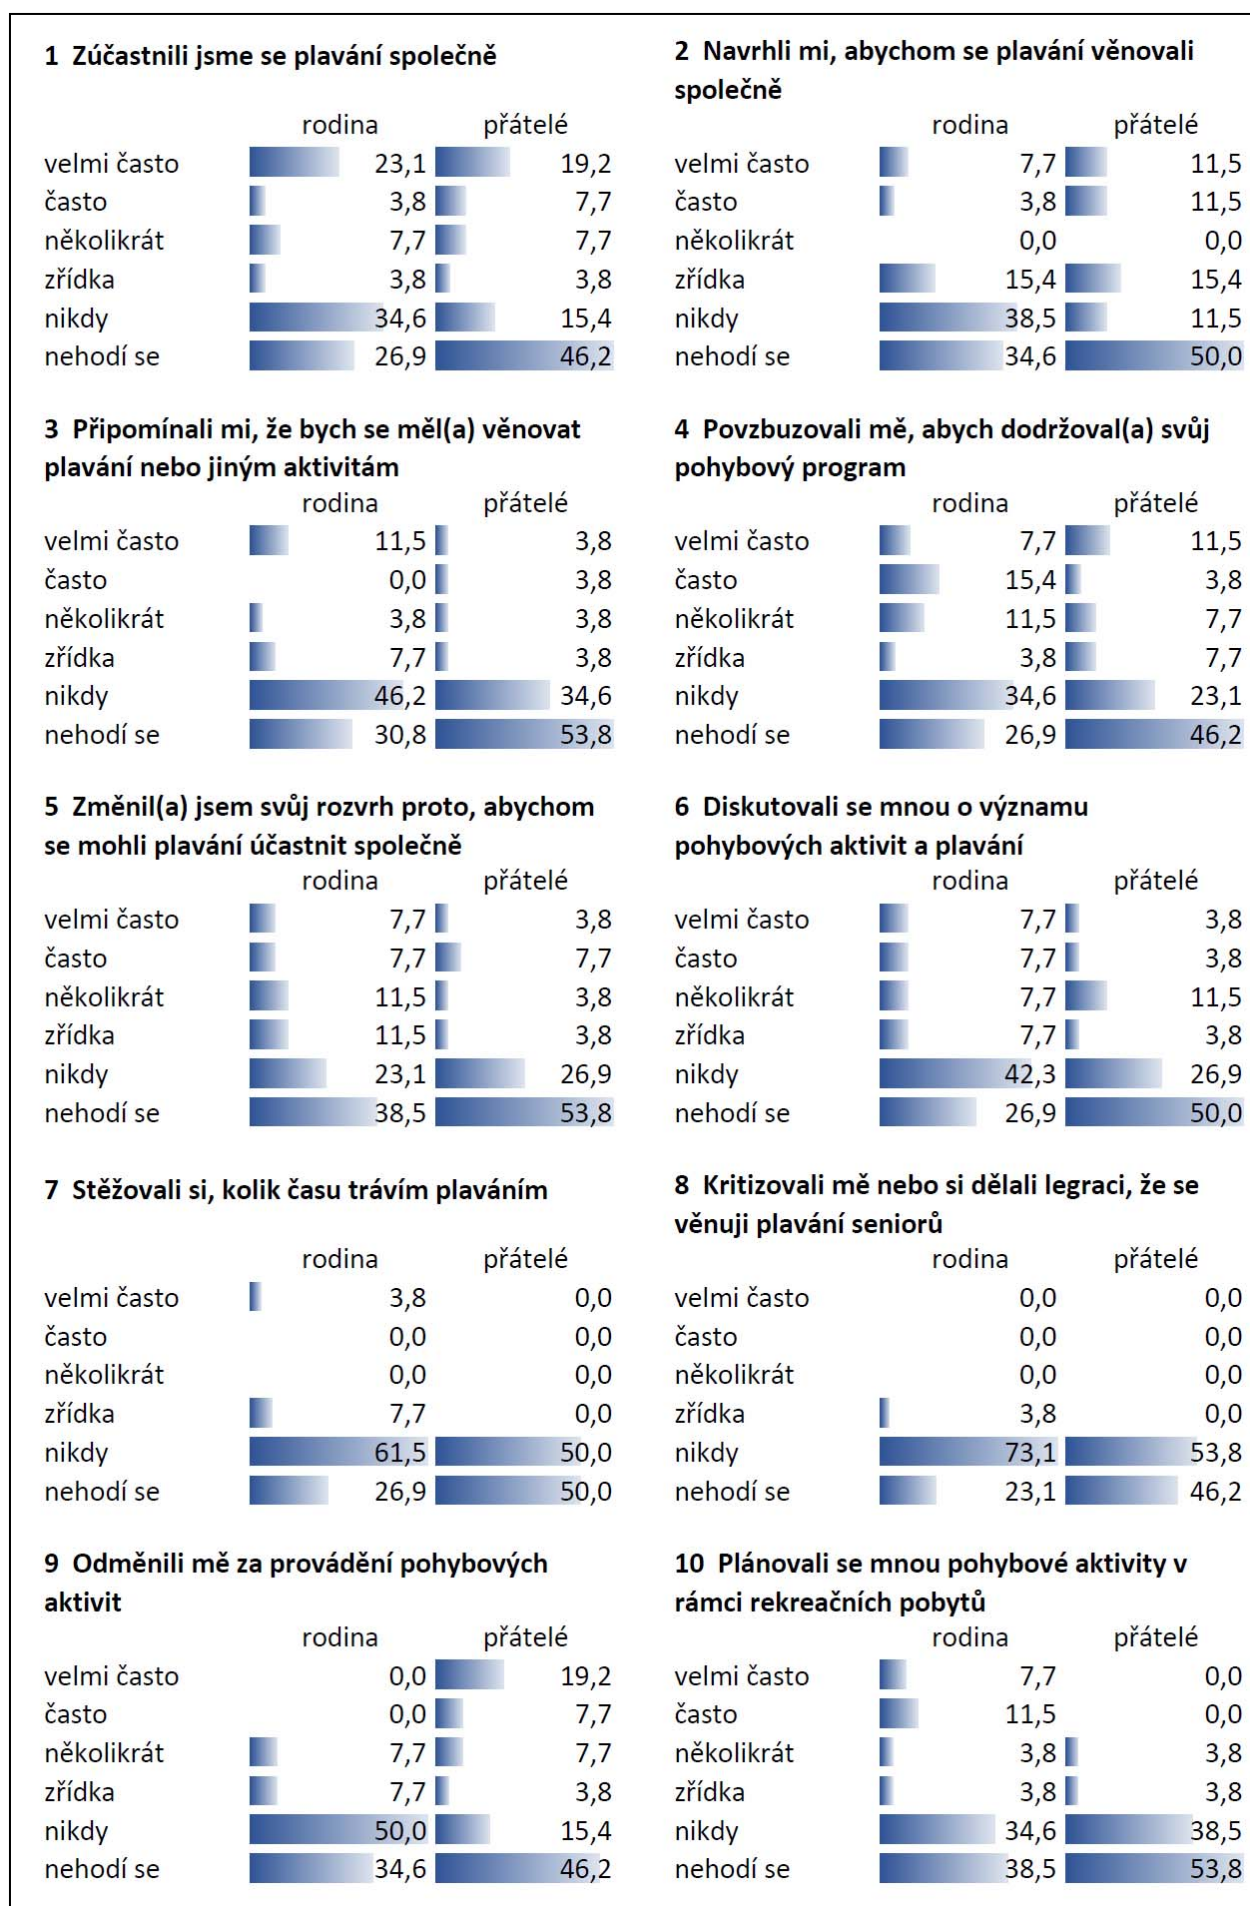 1 Zúčastnili jsme se plavání společně
rodina přátelé
velmi často 23,1 19,2
často 3,8 7,7
několikrát 7,7 7,7
zřídka 3,8 3,8
nikdy 34,6 15,4
nehodí se 26,9 46,2
2 Navrhli mi, abychom se plavání věnovali
společně
rodina přátelé
velmi často 7,7 11,5
často 3,8 11,5
několikrát 0,0 0,0
zřídka 15,4 15,4
nikdy 38,5 11,5
nehodí se 34,6 50,0
3 Připomínali mi, že bych se měl(a) věnovat
plavání nebo jiným aktivitám
rodina přátelé
velmi často 11,5 3,8
často 0,0 3,8
několikrát 3,8 3,8
zřídka 7,7 3,8
nikdy 46,2 34,6
nehodí se 30,8 53,8
4 Povzbuzovali mě, abych dodržoval(a) svůj
pohybový program
rodina přátelé
velmi často 7,7 11,5
často 15,4 3,8
několikrát 11,5 7,7
zřídka 3,8 7,7
nikdy 34,6 23,1
nehodí se 26,9 46,2
5 Změnil(a) jsem svůj rozvrh proto, abychom
se mohli plavání účastnit společně
rodina přátelé
velmi často 7,7 3,8
často 7,7 7,7
několikrát 11,5 3,8
zřídka 11,5 3,8
nikdy 23,1 26,9
nehodí se 38,5 53,8
6 Diskutovali se mnou o významu
pohybových aktivit a plavání
rodina přátelé
velmi často 7,7 3,8
často 7,7 3,8
několikrát 7,7 11,5
zřídka 7,7 3,8
nikdy 42,3 26,9
nehodí se 26,9 50,0
7 Stěžovali si, kolik času trávím plaváním
rodina přátelé
velmi často 3,8 0,0
často 0,0 0,0
několikrát 0,0 0,0
zřídka 7,7 0,0
nikdy 61,5 50,0
nehodí se 26,9 50,0
8 Kritizovali mě nebo si dělali legraci, že se
věnuji plavání seniorů
rodina přátelé
velmi často 0,0 0,0
často 0,0 0,0
několikrát 0,0 0,0
zřídka 3,8 0,0
nikdy 73,1 53,8
nehodí se 23,1 46,2
9 Odměnili mě za provádění pohybových
aktivit
rodina přátelé
velmi často 0,0 19,2
často 0,0 7,7
několikrát 7,7 7,7
zřídka 7,7 3,8
nikdy 50,0 15,4
nehodí se 34,6 46,2
10 Plánovali se mnou pohybové aktivity v
rámci rekreačních pobytů
rodina přátelé
velmi často 7,7 0,0
často 11,5 0,0
několikrát 3,8 3,8
zřídka 3,8 3,8
nikdy 34,6 38,5
nehodí se 38,5 53,8